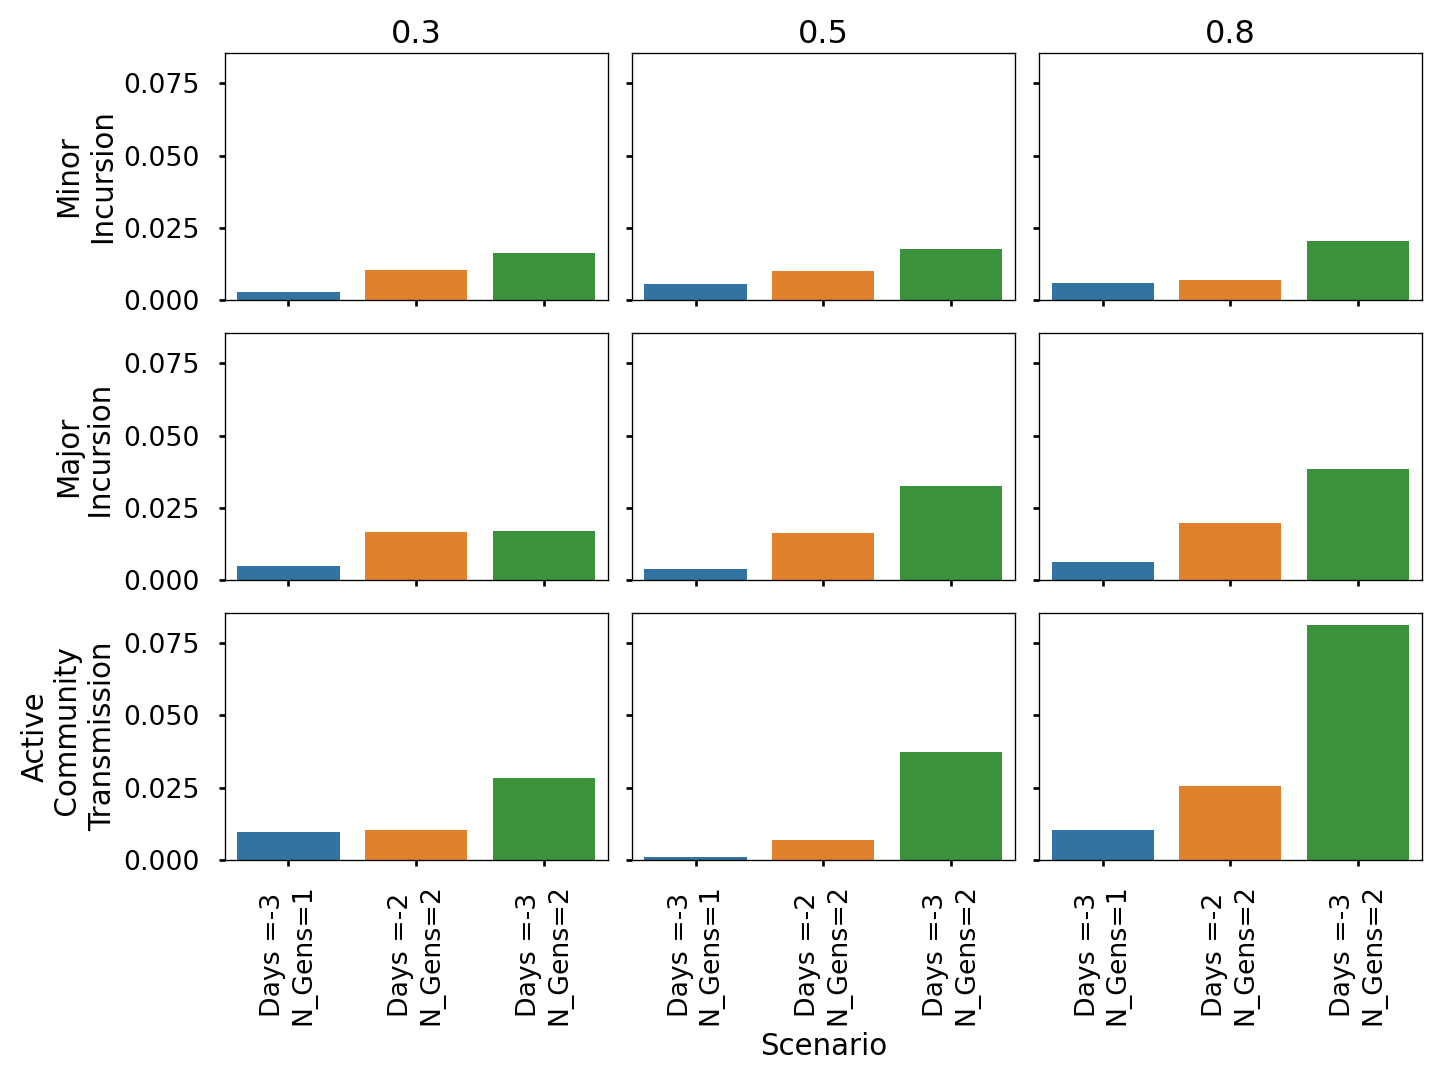 0.3
0.5
0.8
Minor
Incursion
0.075
0.050
0.025
0.000
Major
Incursion
0.075
0.050
0.025
0.000
Active
Community
Transmission
0.075
0.050
0.025
0.000
Days =-3
N_Gens=1
Days =-2
N_Gens=2
Days =-3
N_Gens=2
Days =-3
N_Gens=1
Days =-2
N_Gens=2
Days =-3
N_Gens=2
Days =-3
N_Gens=1
Days =-2
N_Gens=2
Days =-3
N_Gens=2
Scenario